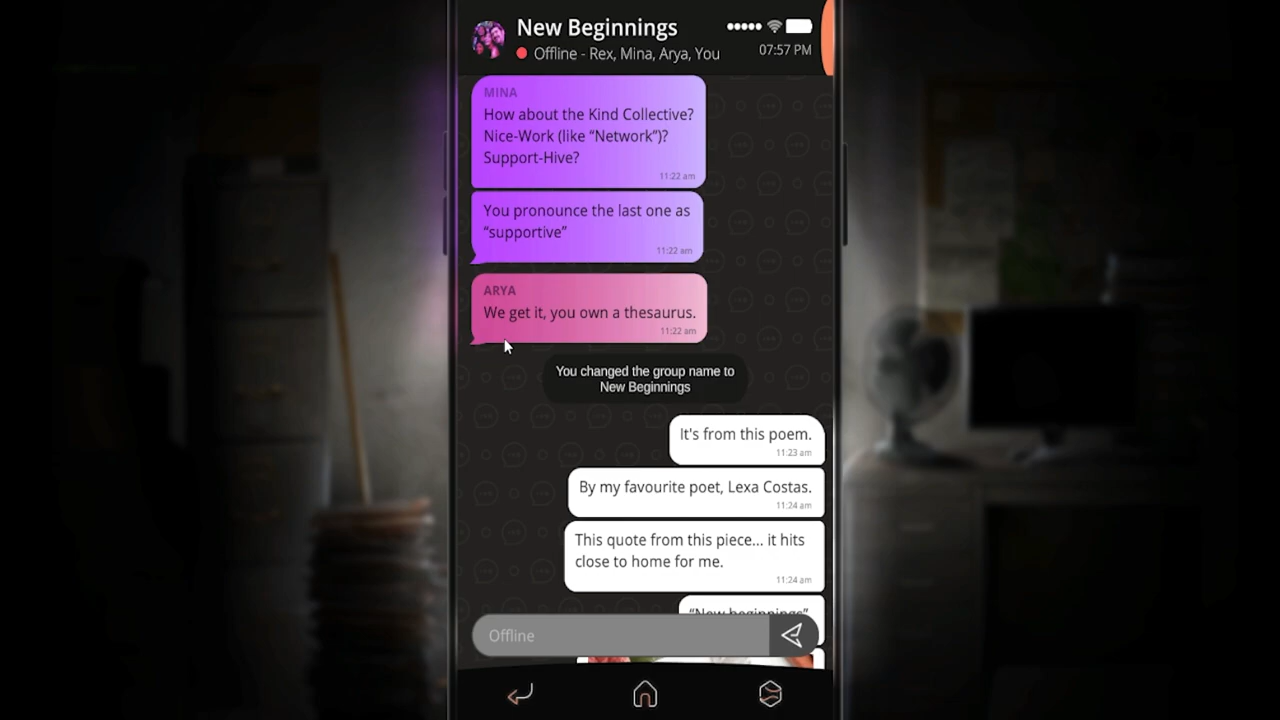 New Beginnings
Offline - Rex, Mina, Arya, You
07:57 PM
MINA
How about the Kind Collective?
Nice-Work (like “Network”)?
Support-Hive?
11:22 am
You pronounce the last one as
“supportive”
11:22 am
ARYA
We get it, you own a thesaurus.
11:22 am
You changed the group name to
New Beginnings
It's from this poem.
11:23 am
By my favourite poet, Lexa Costas.
11:24 am
This quote from this piece... it hits
close to home for me.
11:24 am
“New beginnings”
Offline